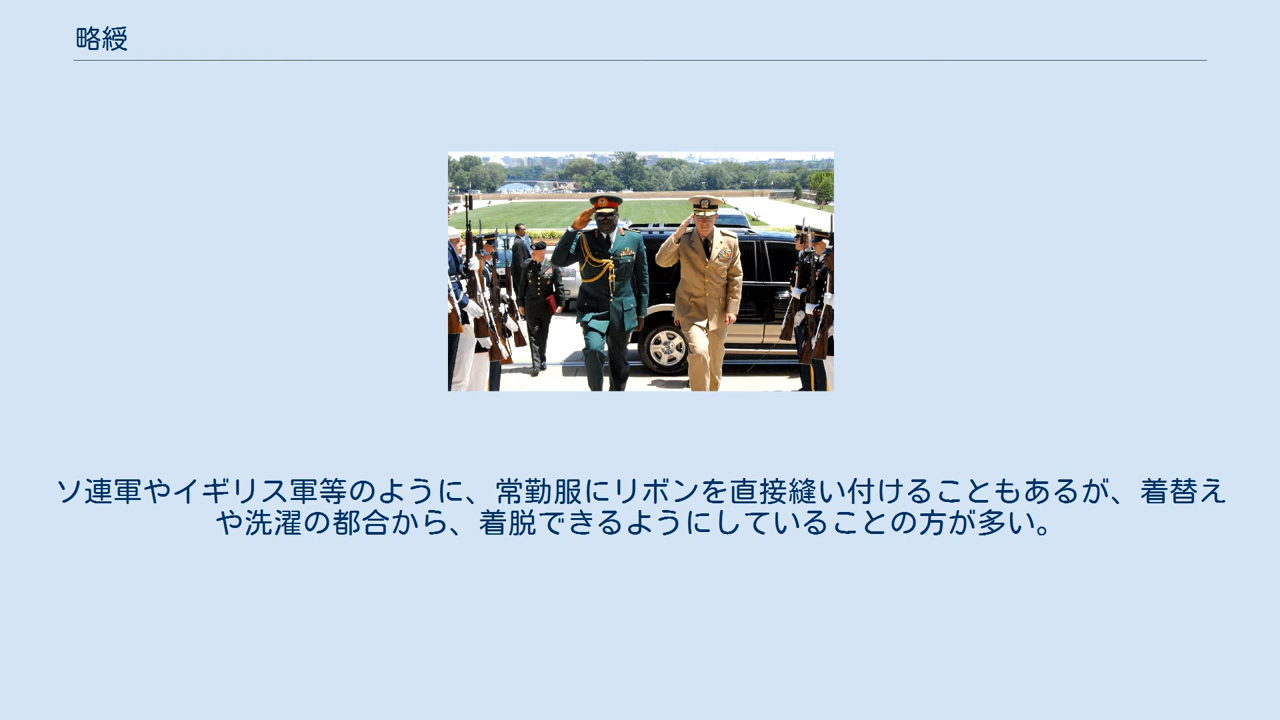 略綬
ソ連軍やイギリス軍等のように、常勤服にリボンを直接縫い付けることもあるが、着替え
や洗濯の都合から、着脱できるようにしていることの方が多い。